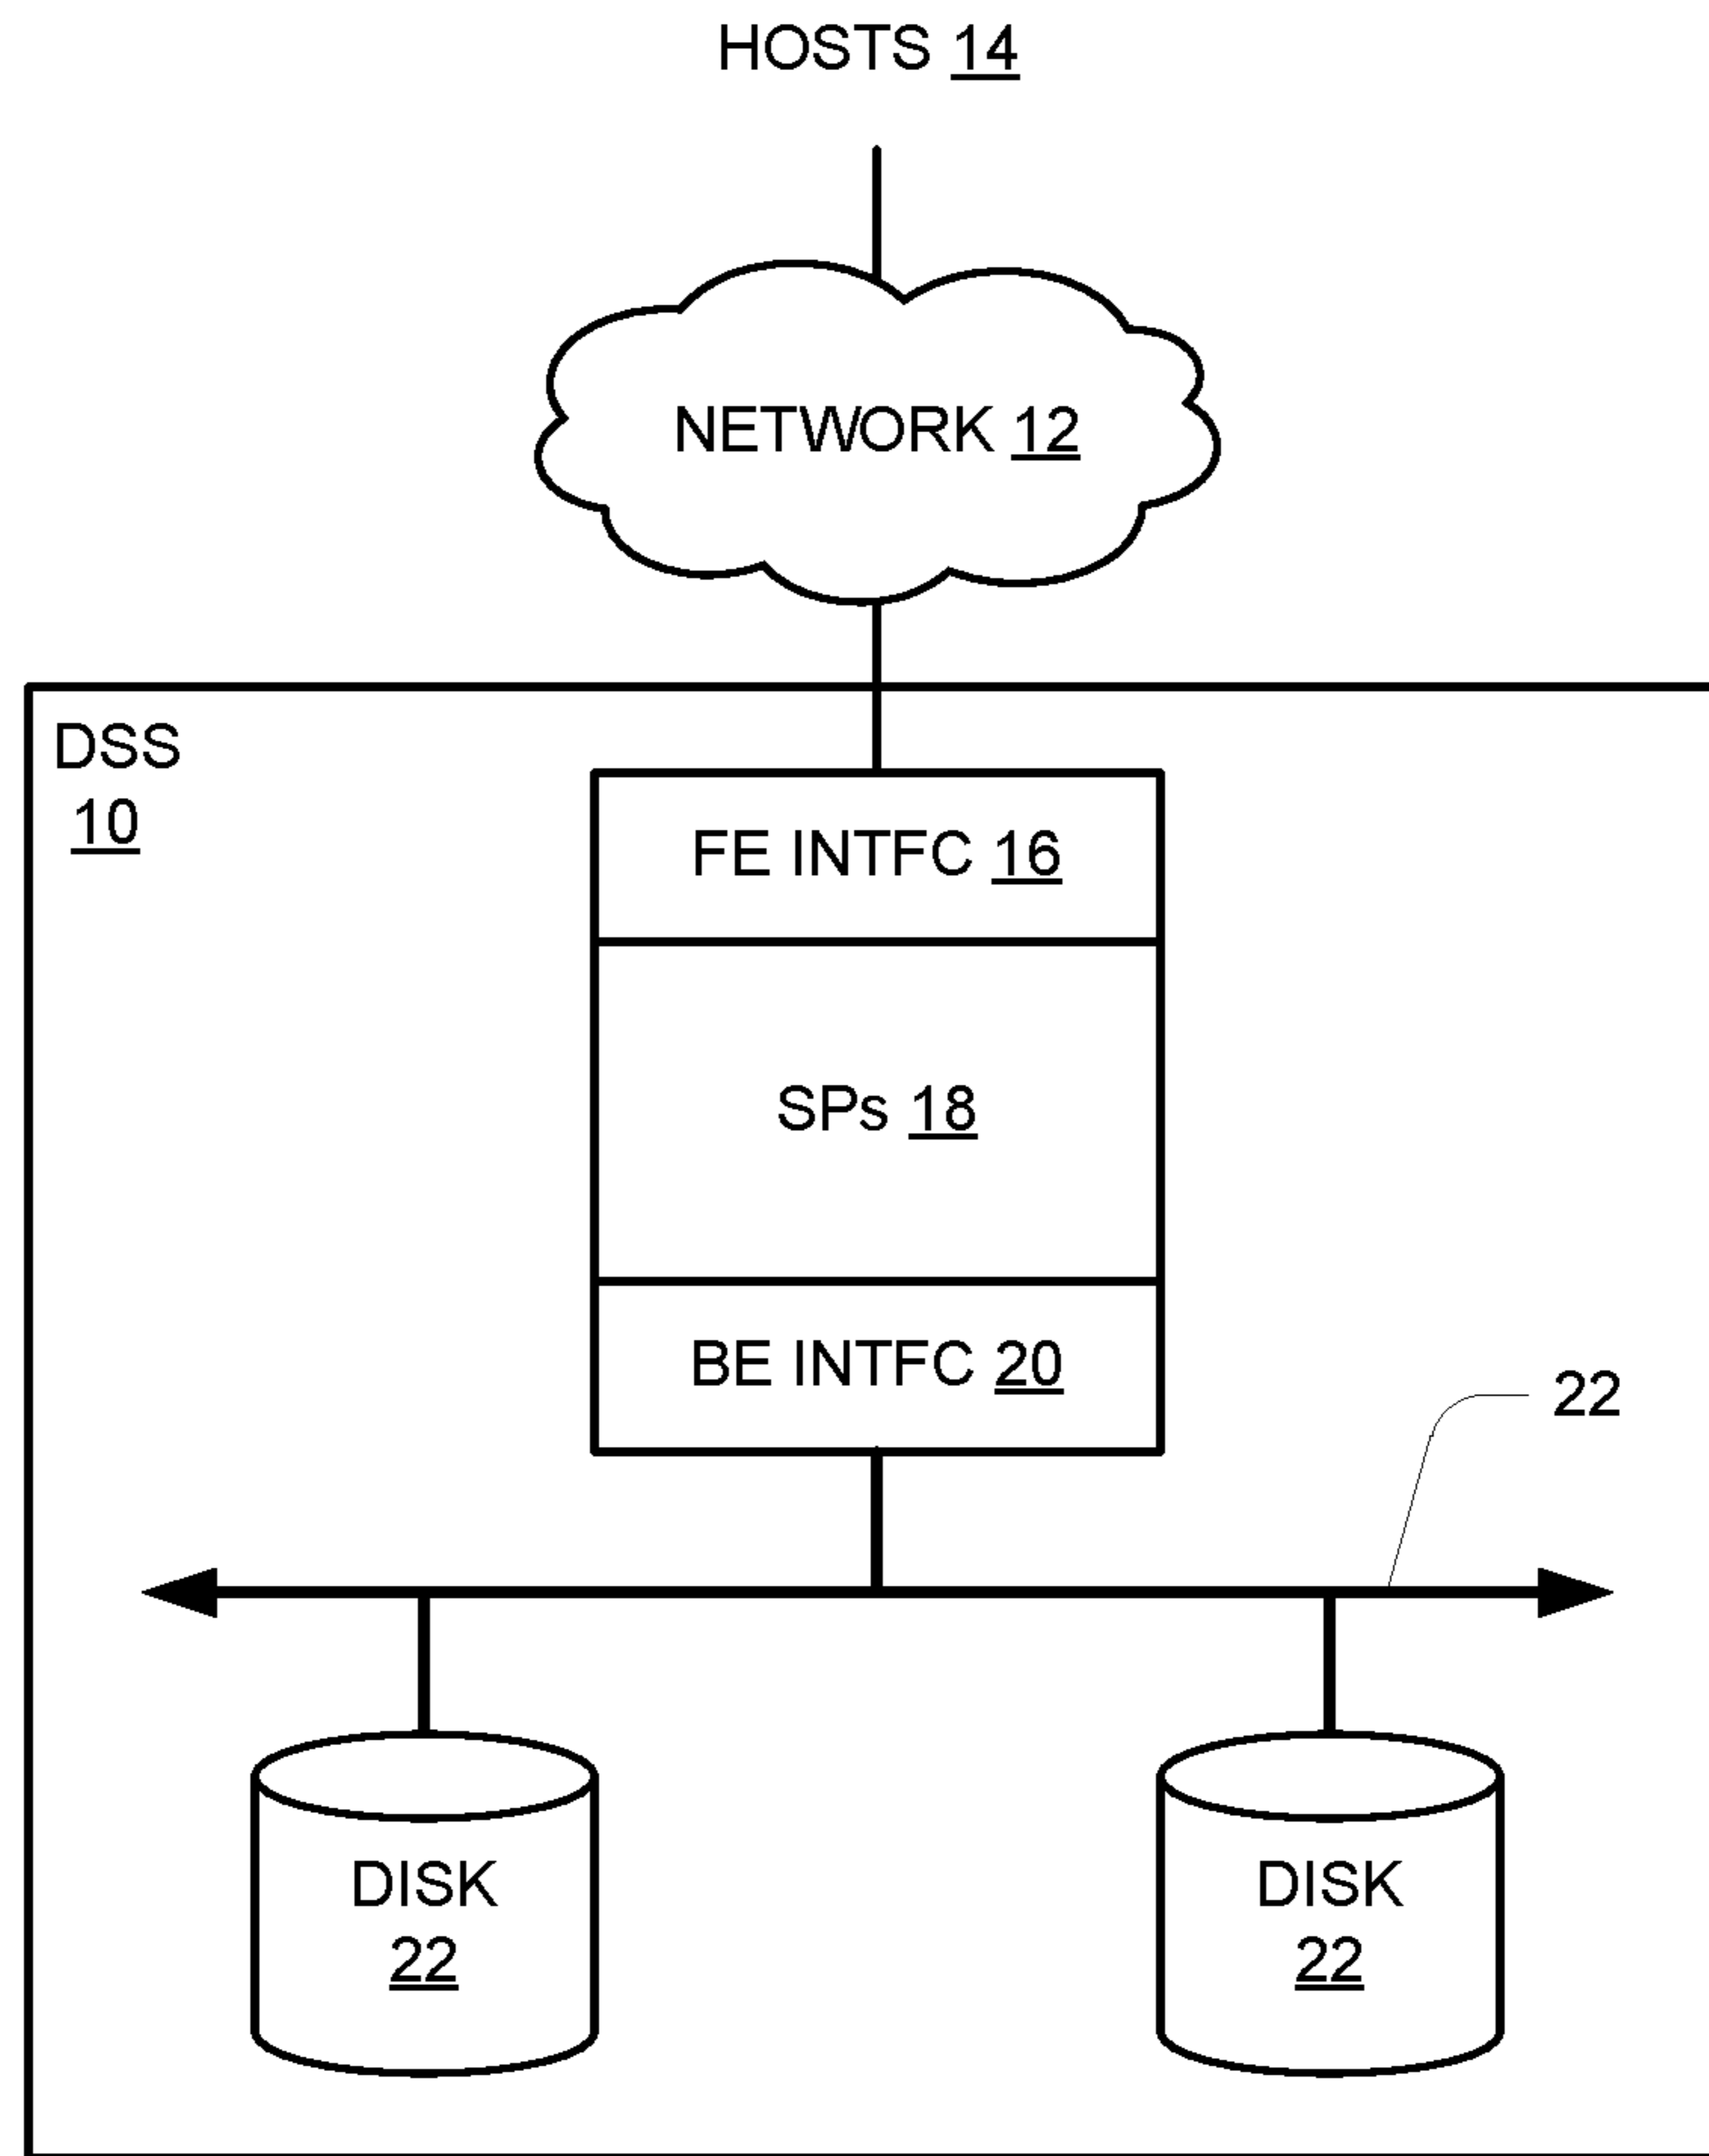 HOSTS 14
NETWORK 12
DSS
10
FE INTFC 16
SPs 18
BE INTFC 20
22
DISK
22
DISK
22